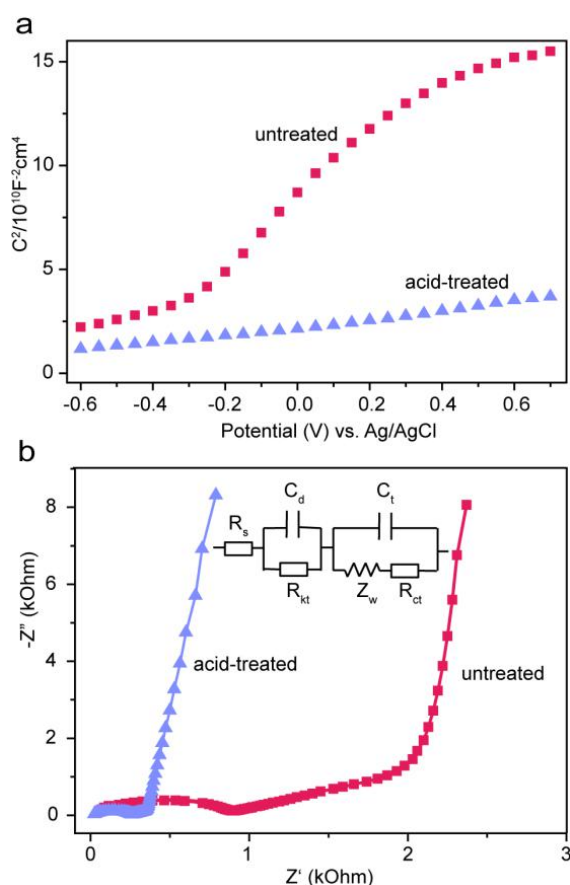 a
15
10
5
0
C²/10¹⁰F⁻²cm⁴
untreated
acid-treated
-0.6 -0.4 -0.2 0.0 0.2 0.4 0.6
Potential (V) vs. Ag/AgCl
b
8
6
4
2
0
-Z" (kOhm)
Rs
Cd
Rkt
Ct
Zw
Rct
acid-treated
untreated
0 1 2 3
Z' (kOhm)